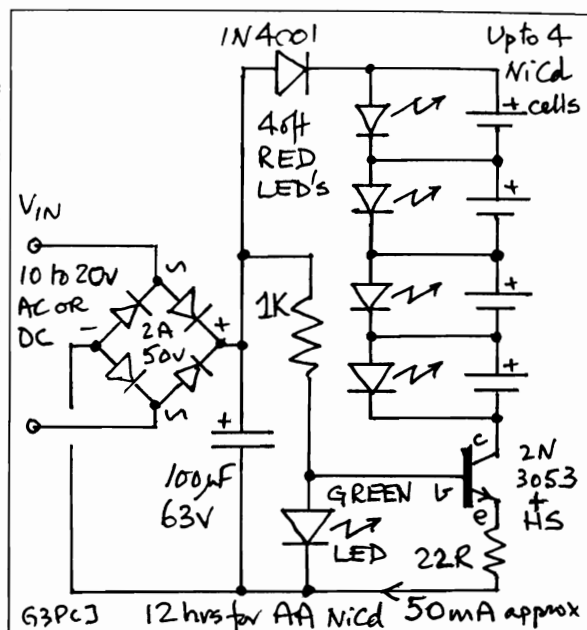 1N4001
Up to 4
NiCd
+ cells
4 off
RED
LED's
+
VIN
10 to 20v
AC OR
DC
-
2A
50v
+
1K
+
+
+
100µF
63v
GREEN
LED
b
c
e
2N
3053
+
HS
22R
G3PCJ
12 hrs for AA NiCd
50mA approx